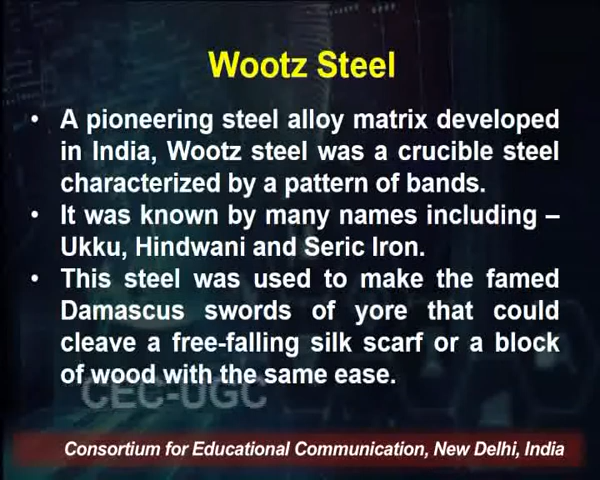 Wootz Steel
• A pioneering steel alloy matrix developed
in India, Wootz steel was a crucible steel
characterized by a pattern of bands.
• It was known by many names including –
Ukku, Hindwani and Seric Iron.
• This steel was used to make the famed
Damascus swords of yore that could
cleave a free-falling silk scarf or a block
of wood with the same ease.
CEC-UGC
Consortium for Educational Communication, New Delhi, India